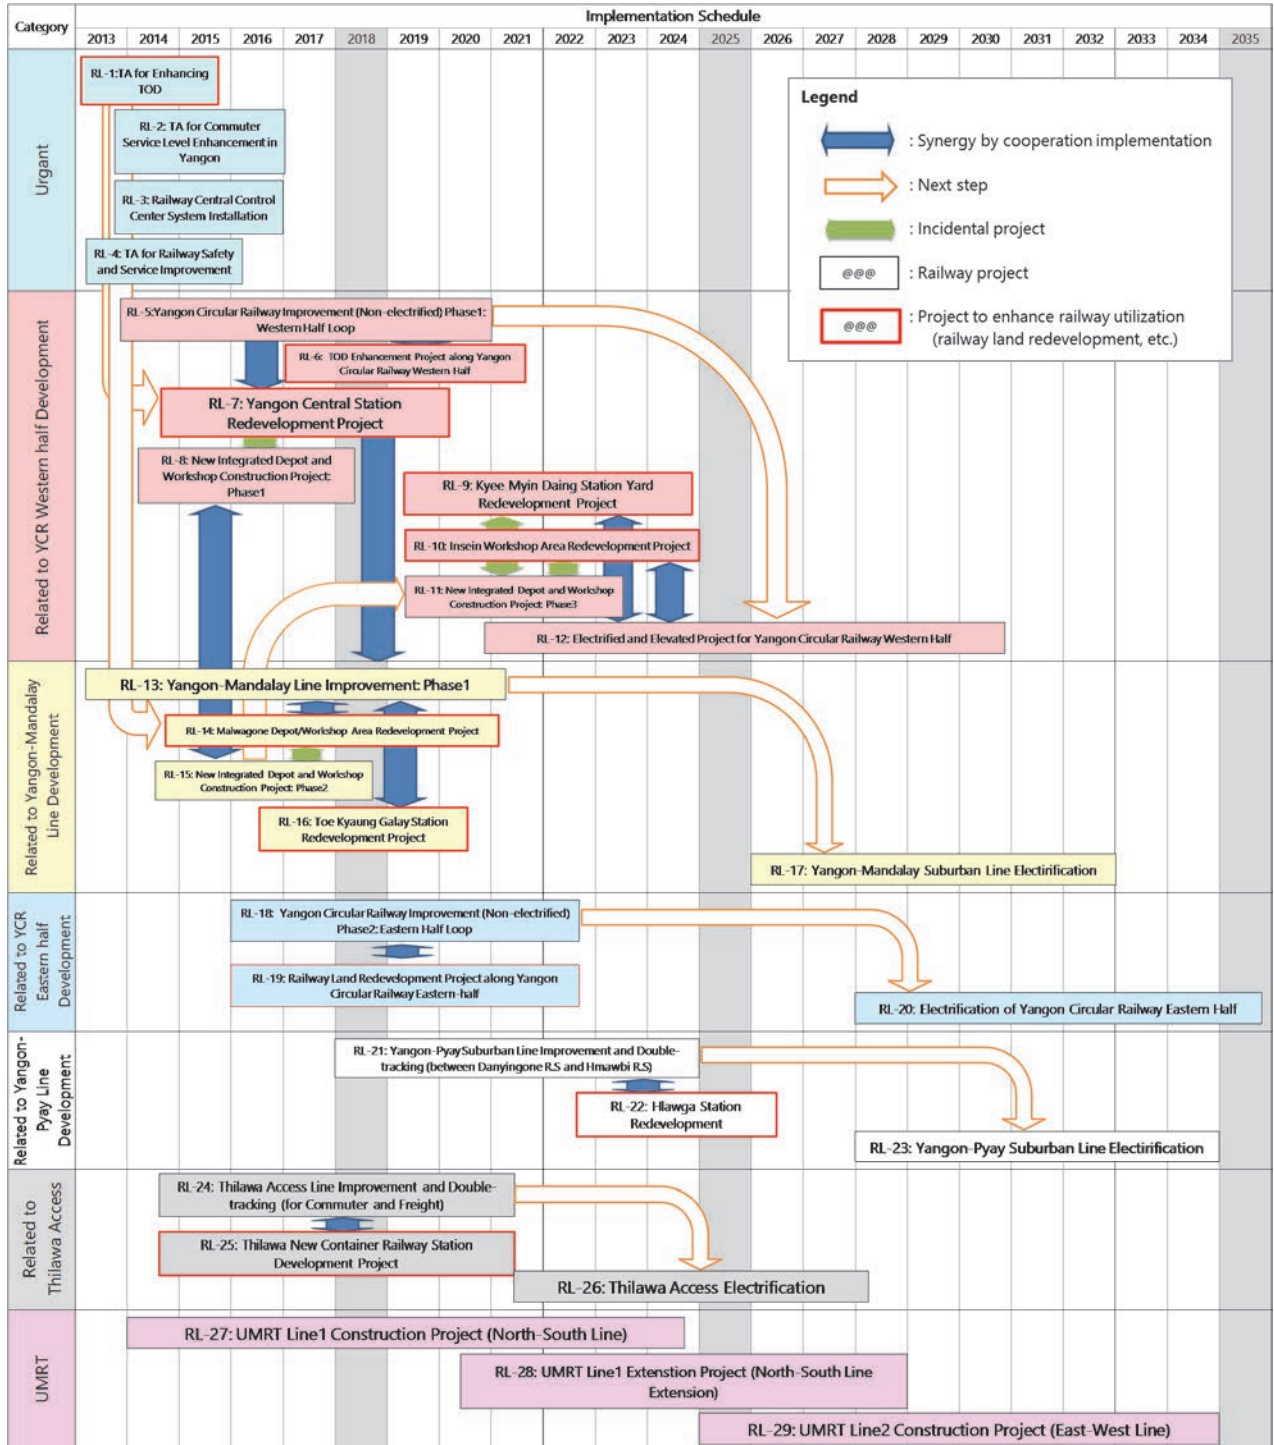 Category
Implementation Schedule
2013 2014 2015 2016 2017 2018 2019 2020 2021 2022 2023 2024 2025 2026 2027 2028 2029 2030 2031 2032 2033 2034 2035
Urgant
RL-1:TA for Enhancing
TOD
RL-2: TA for Commuter
Service Level Enhancement in
Yangon
RL-3: Railway Central Control
Center System Installation
RL-4: TA for Railway Safety
and Service Improvement
Legend
: Synergy by cooperation implementation
: Next step
: Incidental project
@@@ : Railway project
@@@ : Project to enhance railway utilization
(railway land redevelopment, etc.)
Related to YCR Western half Development
RL-5:Yangon Circular Railway Improvement (Non-electrified) Phase1:
Western Half Loop
RL-6: TOD Enhancement Project along Yangon
Circular Railway Western Half
RL-7: Yangon Central Station
Redevelopment Project
RL-8: New Integrated Depot and
Workshop Construction Project:
Phase1
RL-9: Kyee Myin Daing Station Yard
Redevelopment Project
RL-10: Insein Workshop Area Redevelopment Project
RL-11: New Integrated Depot and Workshop
Construction Project: Phase3
RL-12: Electrified and Elevated Project for Yangon Circular Railway Western Half
Related to Yangon-Mandalay
Line Development
RL-13: Yangon-Mandalay Line Improvement: Phase1
RL-14: Malwagone Depot/Workshop Area Redevelopment Project
RL-15: New Integrated Depot and Workshop
Construction Project: Phase2
RL-16: Toe Kyaung Galay Station
Redevelopment Project
RL-17: Yangon-Mandalay Suburban Line Electirification
Related to YCR
Eastern half
Development
RL-18: Yangon Circular Railway Improvement (Non-electrified)
Phase2: Eastern Half Loop
RL-19: Railway Land Redevelopment Project along Yangon
Circular Railway Eastern-half
RL-20: Electrification of Yangon Circular Railway Eastern Half
Related to Yangon-
Pyay Line
Development
RL-21: Yangon-Pyay Suburban Line Improvement and Double-
tracking (between Danyingone R.S and Hmawbi R.S)
RL-22: Hlawga Station
Redevelopment
RL-23: Yangon-Pyay Suburban Line Electirification
Related to
Thilawa Access
RL-24: Thilawa Access Line Improvement and Double-
tracking (for Commuter and Freight)
RL-25: Thilawa New Container Railway Station
Development Project
RL-26: Thilawa Access Electrification
UMRT
RL-27: UMRT Line1 Construction Project (North-South Line)
RL-28: UMRT Line1 Extenstion Project (North-South Line
Extension)
RL-29: UMRT Line2 Construction Project (East-West Line)